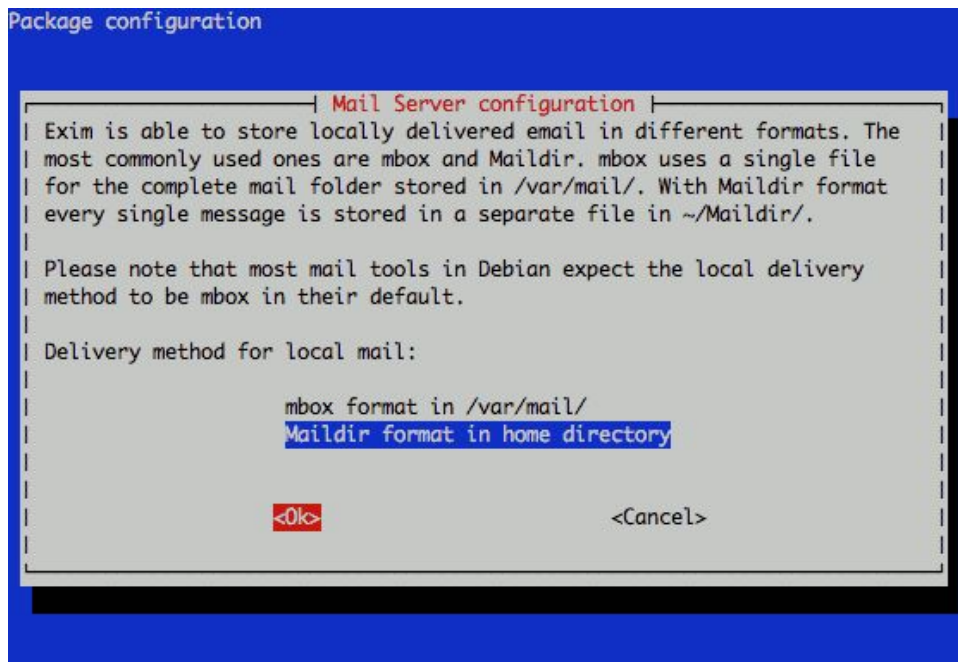 Package configuration
Mail Server configuration
Exim is able to store locally delivered email in different formats. The
most commonly used ones are mbox and Maildir. mbox uses a single file
for the complete mail folder stored in /var/mail/. With Maildir format
every single message is stored in a separate file in ~/Maildir/.
Please note that most mail tools in Debian expect the local delivery
method to be mbox in their default.
Delivery method for local mail:
mbox format in /var/mail/
Maildir format in home directory
<Ok> <Cancel>